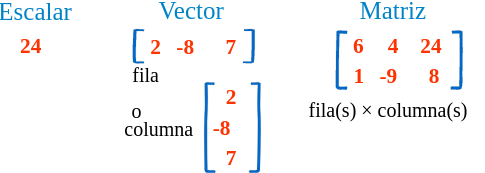 Escalar
24
Vector
2 -8 7
fila
o
columna
2
-8
7
Matriz
6 4 24
1 -9 8
fila(s) × columna(s)